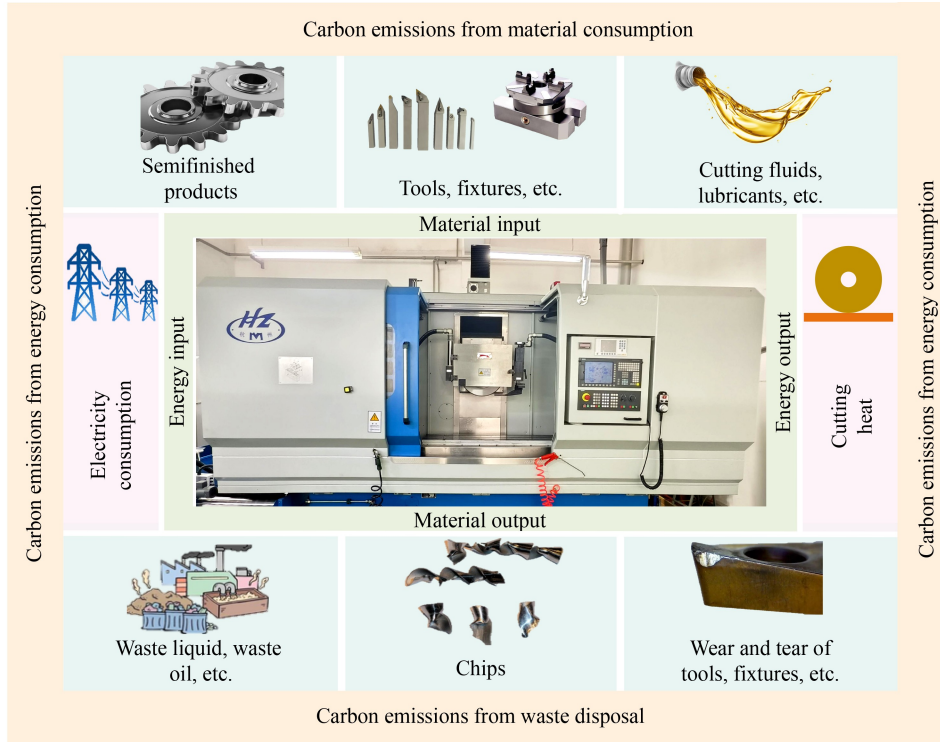 Carbon emissions from material consumption
Semifinished
products
Tools, fixtures, etc.
Cutting fluids,
lubricants, etc.
Carbon emissions from energy consumption
Electricity
consumption
Energy input
Material input
HZ
M
Material output
Energy output
Cutting
heat
Carbon emissions from energy consumption
Waste liquid, waste
oil, etc.
Chips
Wear and tear of
tools, fixtures, etc.
Carbon emissions from waste disposal